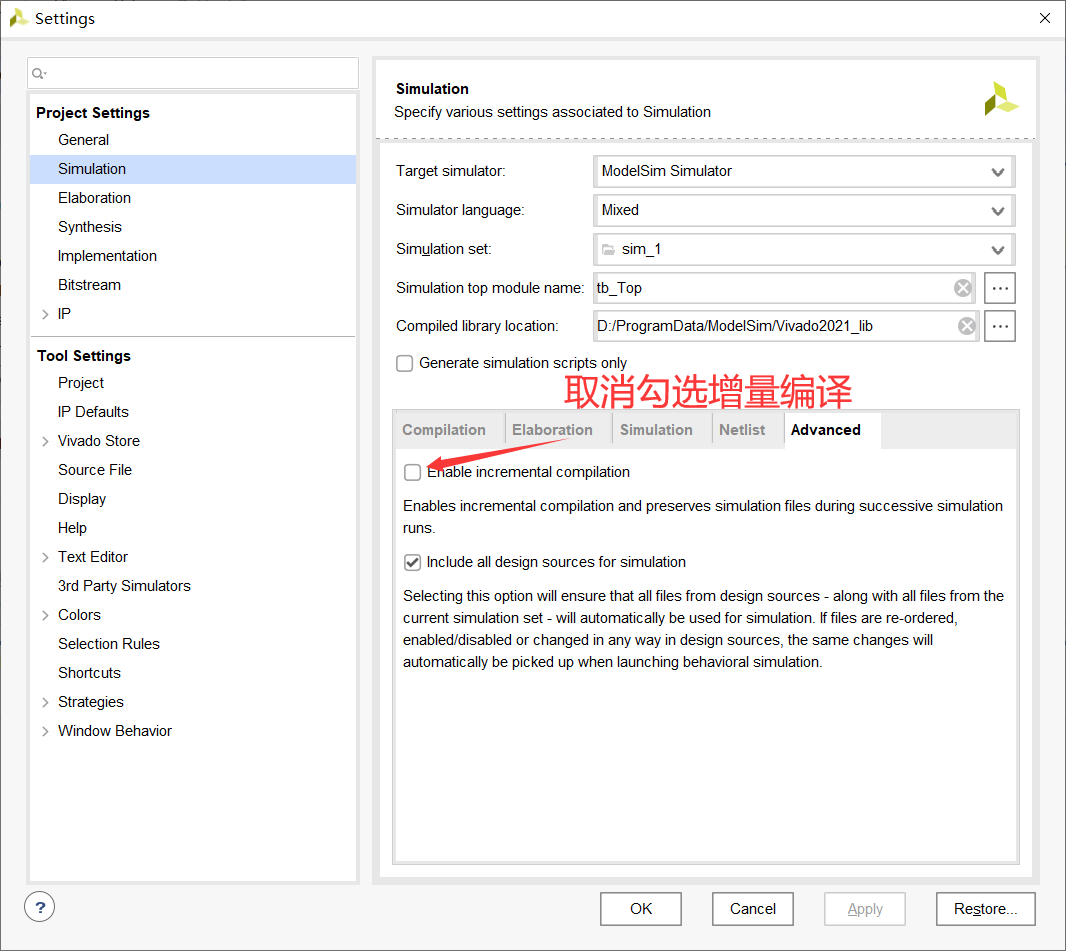 Settings
Project Settings
General
Simulation
Elaboration
Synthesis
Implementation
Bitstream
IP
Tool Settings
Project
IP Defaults
Vivado Store
Source File
Display
Help
Text Editor
3rd Party Simulators
Colors
Selection Rules
Shortcuts
Strategies
Window Behavior
Simulation
Specify various settings associated to Simulation
Target simulator: ModelSim Simulator
Simulator language: Mixed
Simulation set: sim_1
Simulation top module name: tb_Top ...
Compiled library location: D:/ProgramData/ModelSim/Vivado2021_lib ...
Generate simulation scripts only
取消勾选增量编译
Compilation Elaboration Simulation Netlist Advanced
Enable incremental compilation
Enables incremental compilation and preserves simulation files during successive simulation
runs.
Include all design sources for simulation
Selecting this option will ensure that all files from design sources - along with all files from the
current simulation set - will automatically be used for simulation. If files are re-ordered,
enabled/disabled or changed in any way in design sources, the same changes will
automatically be picked up when launching behavioral simulation.
? OK Cancel Apply Restore...